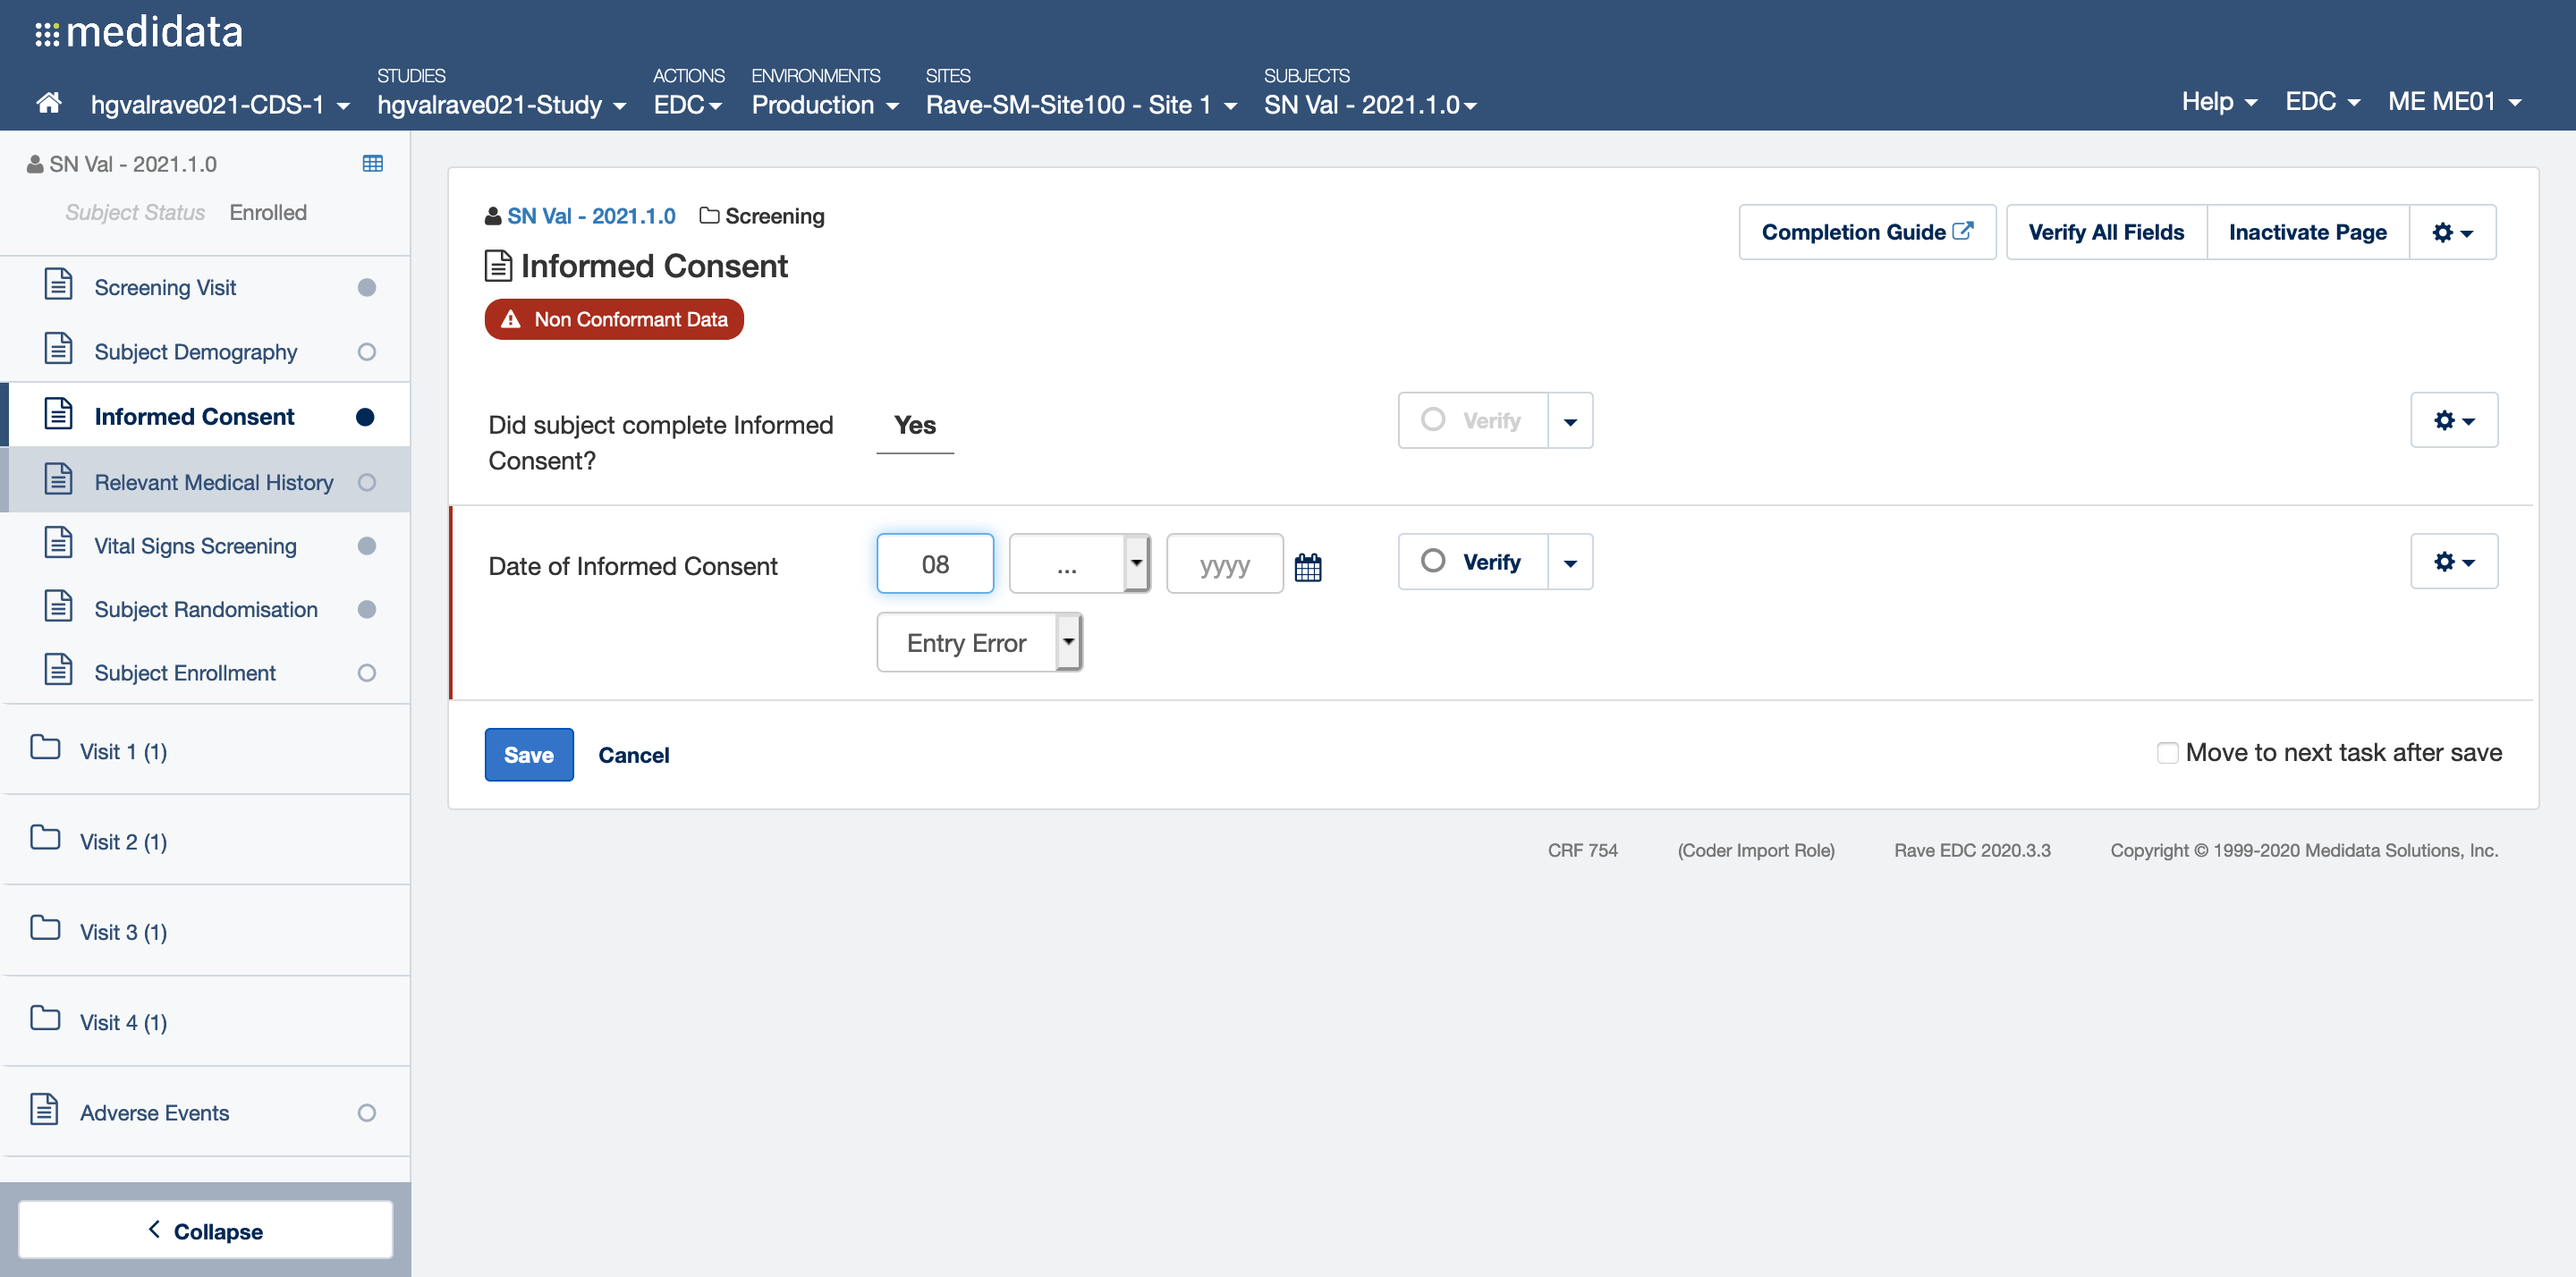 medidata
STUDIES ACTIONS ENVIRONMENTS SITES SUBJECTS
hgvalrave021-CDS-1 hgvalrave021-Study EDC Production Rave-SM-Site100 - Site 1 SN Val - 2021.1.0 Help EDC ME ME01
SN Val - 2021.1.0
Subject Status Enrolled
Screening Visit
Subject Demography
Informed Consent
Relevant Medical History
Vital Signs Screening
Subject Randomisation
Subject Enrollment
Visit 1 (1)
Visit 2 (1)
Visit 3 (1)
Visit 4 (1)
Adverse Events
Collapse
SN Val - 2021.1.0 Screening
Completion Guide Verify All Fields Inactivate Page
Informed Consent
Non Conformant Data
Did subject complete Informed
Consent?
Yes
Verify
Date of Informed Consent 08 ... yyyy Verify
Entry Error
Save Cancel Move to next task after save
CRF 754 (Coder Import Role) Rave EDC 2020.3.3 Copyright © 1999-2020 Medidata Solutions, Inc.